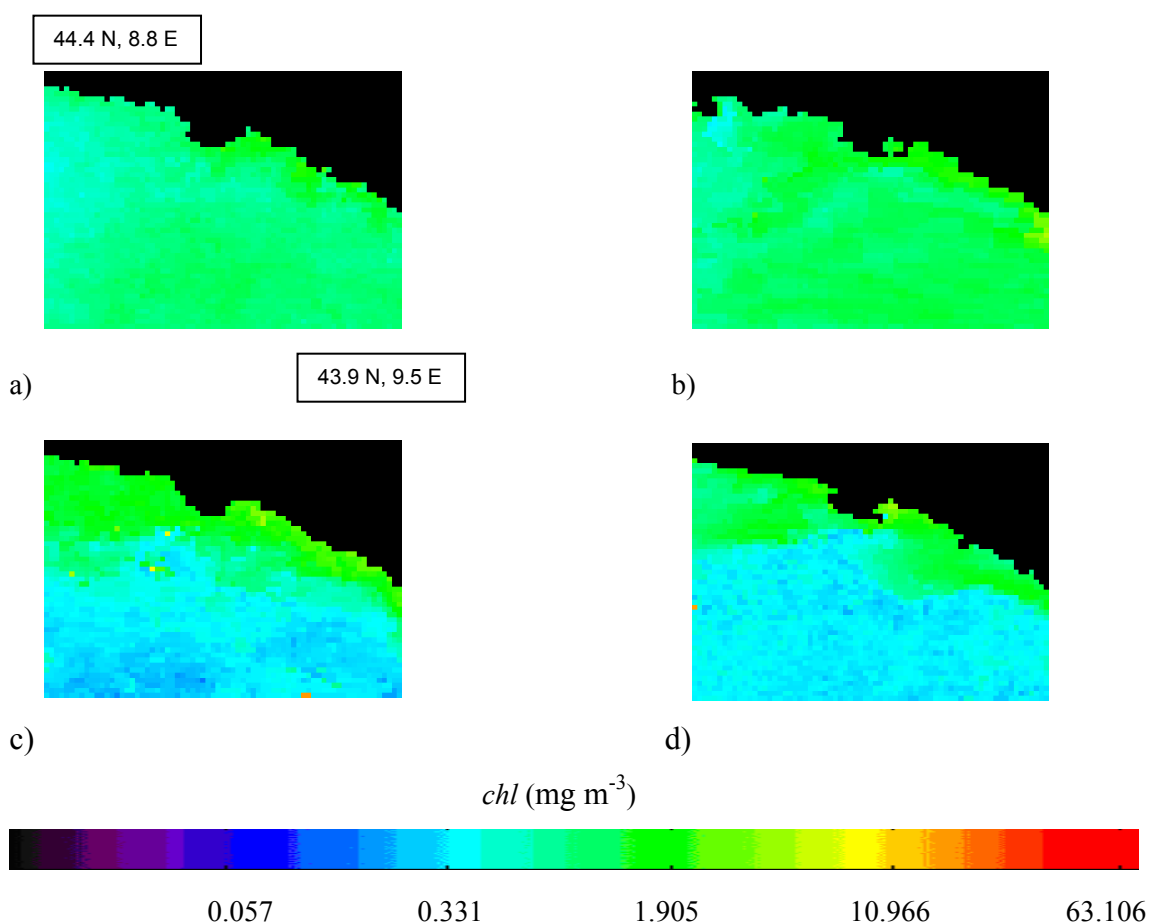 44.4 N, 8.8 E
a)
43.9 N, 9.5 E
b)
c)
d)
chl (mg m⁻³)
0.057 0.331 1.905 10.966 63.106